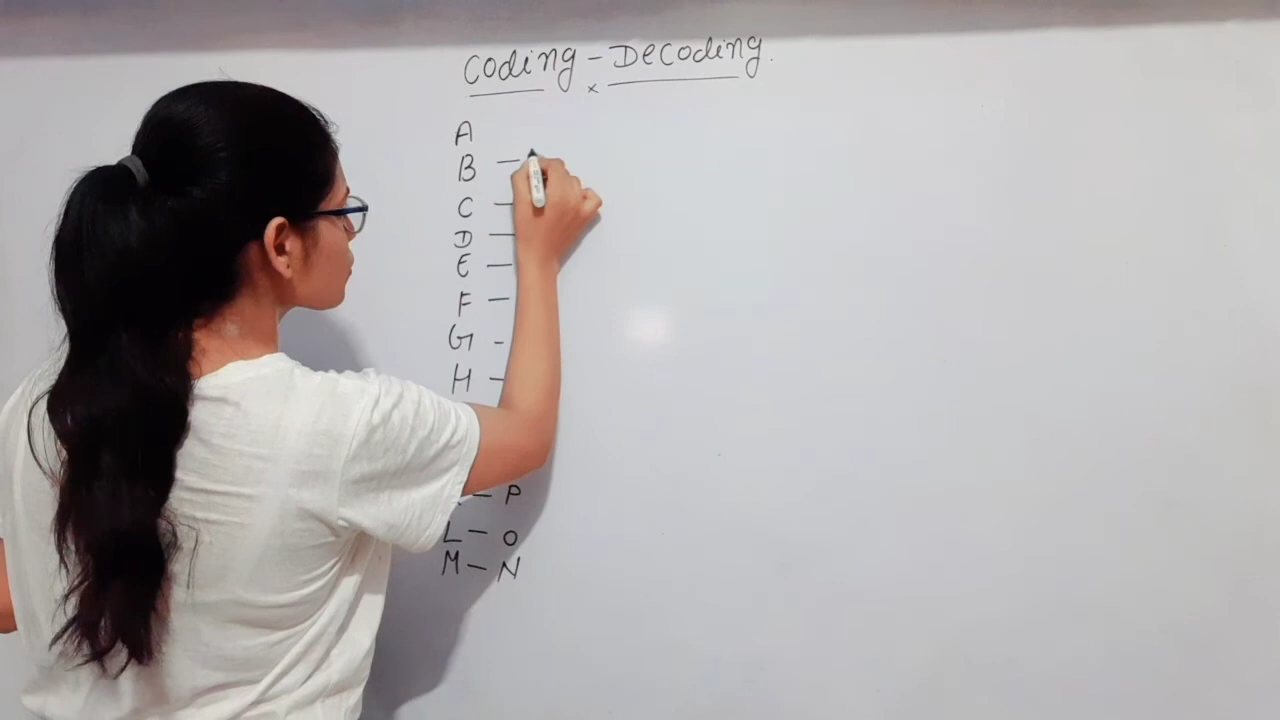 Coding - Decoding.
x
A
B —
C —
D —
E —
F —
G -
H -
— P
L — O
M — N